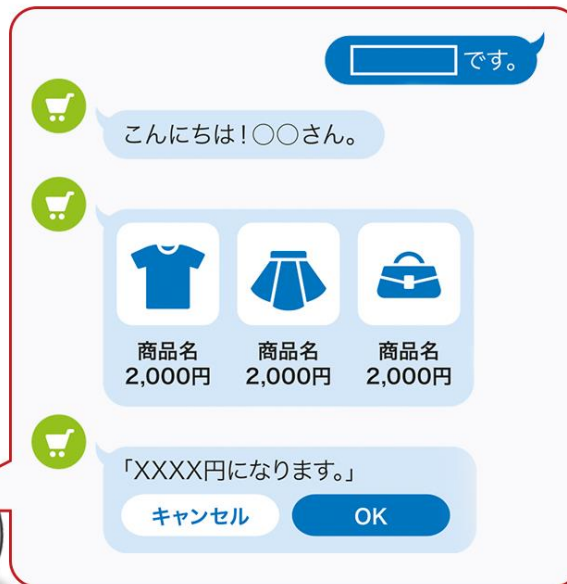 です。
こんにちは!○○さん。
商品名 商品名 商品名
2,000円 2,000円 2,000円
「XXXX円になります。」
キャンセル OK